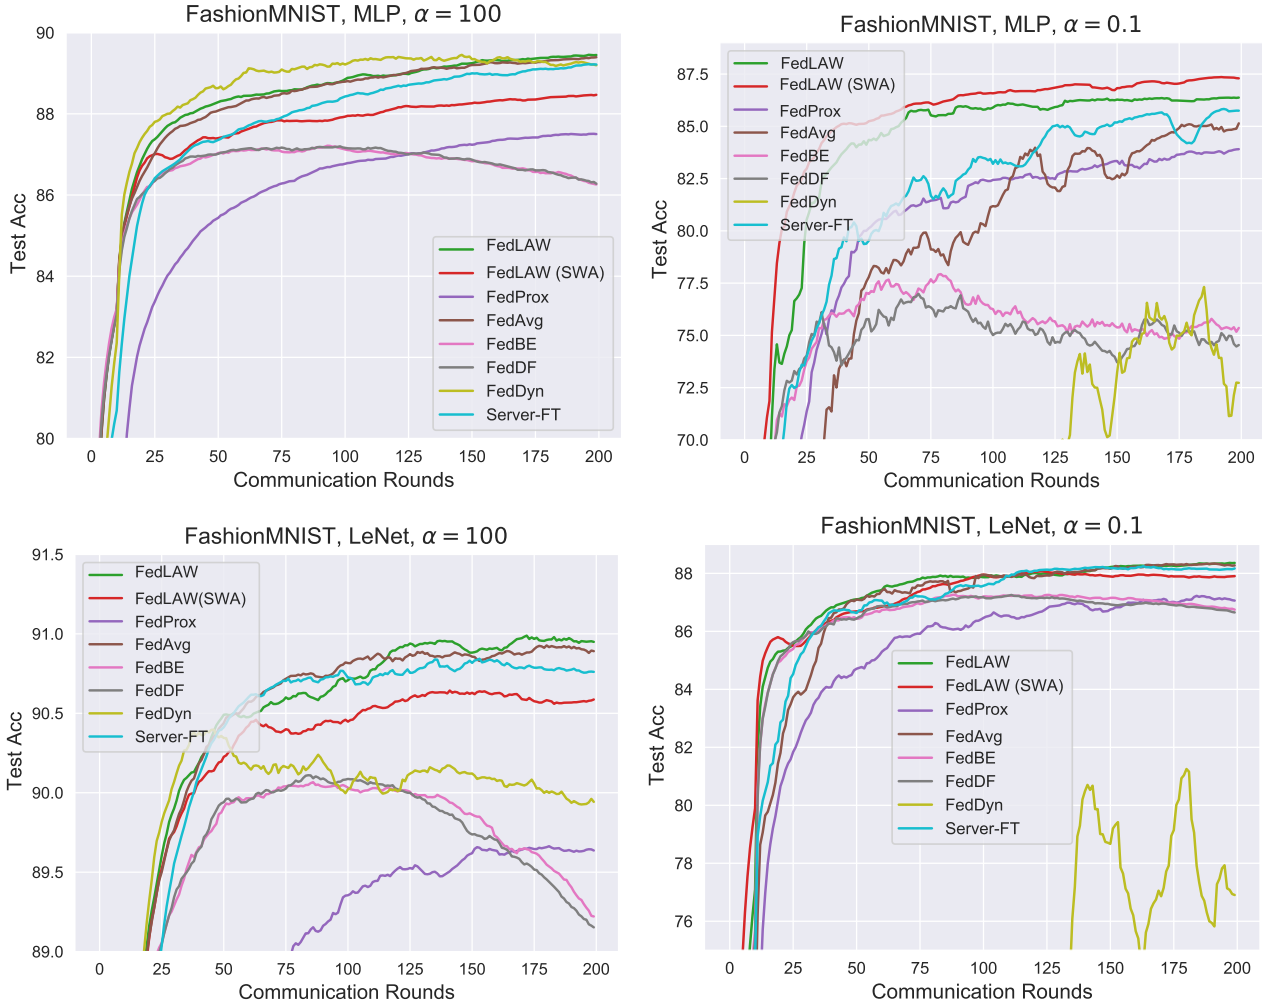 FashionMNIST, MLP, α = 100
90
88
86
84
82
80
Test Acc
0 25 50 75 100 125 150 175 200
Communication Rounds
FedLAW
FedLAW (SWA)
FedProx
FedAvg
FedBE
FedDF
FedDyn
Server-FT
FashionMNIST, MLP, α = 0.1
87.5
85.0
82.5
80.0
77.5
75.0
72.5
70.0
Test Acc
0 25 50 75 100 125 150 175 200
Communication Rounds
FedLAW
FedLAW (SWA)
FedProx
FedAvg
FedBE
FedDF
FedDyn
Server-FT
FashionMNIST, LeNet, α = 100
91.5
91.0
90.5
90.0
89.5
89.0
Test Acc
0 25 50 75 100 125 150 175 200
Communication Rounds
FedLAW
FedLAW(SWA)
FedProx
FedAvg
FedBE
FedDF
FedDyn
Server-FT
FashionMNIST, LeNet, α = 0.1
88
86
84
82
80
78
76
Test Acc
0 25 50 75 100 125 150 175 200
Communication Rounds
FedLAW
FedLAW (SWA)
FedProx
FedAvg
FedBE
FedDF
FedDyn
Server-FT